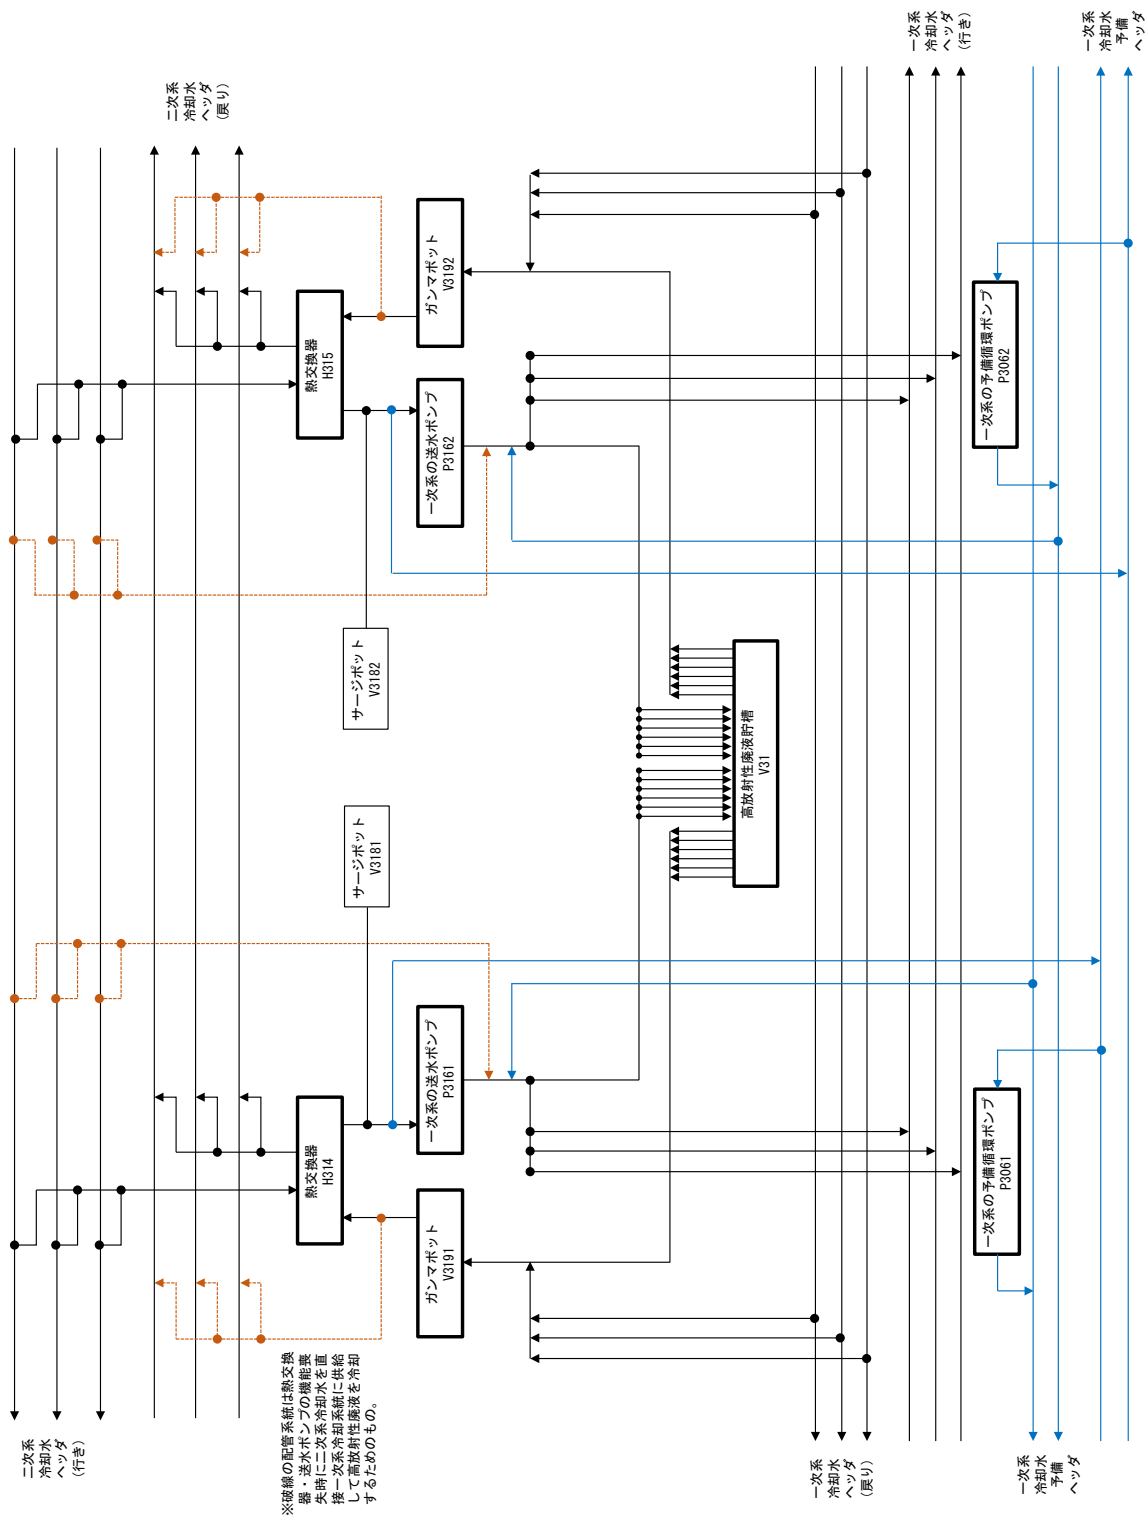 二次系
冷却水
ヘッダ
(戻り)
一次系
冷却水
ヘッダ
(行き)
一次系
冷却水
予備
ヘッダ
熱交換器
H315
ガンマポット
V3192
一次系の送水ポンプ
P3162
一次系の予備循環ポンプ
P3062
サージポット
V3182
高放射性廃液貯槽
V31
サージポット
V3181
熱交換器
H314
一次系の送水ポンプ
P3161
ガンマポット
V3191
一次系の予備循環ポンプ
P3061
二次系
冷却水
ヘッダ
(行き)
※破線の配管系統は熱交換
器・送水ポンプの機能喪
失時に二次系冷却水を直
接一次系冷却系統に供給
して高放射性廃液を冷却
するためのもの。
一次系
冷却水
ヘッダ
(戻り)
一次系
冷却水
予備
ヘッダ